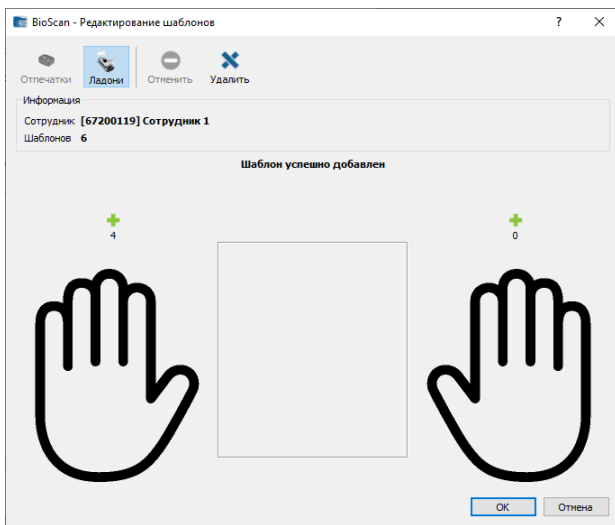 BioScan - Редактирование шаблонов
Отпечатки Ладони Отменить Удалить
Информация
Сотрудник [67200119] Сотрудник 1
Шаблонов 6
Шаблон успешно добавлен
4 0
OK Отмена